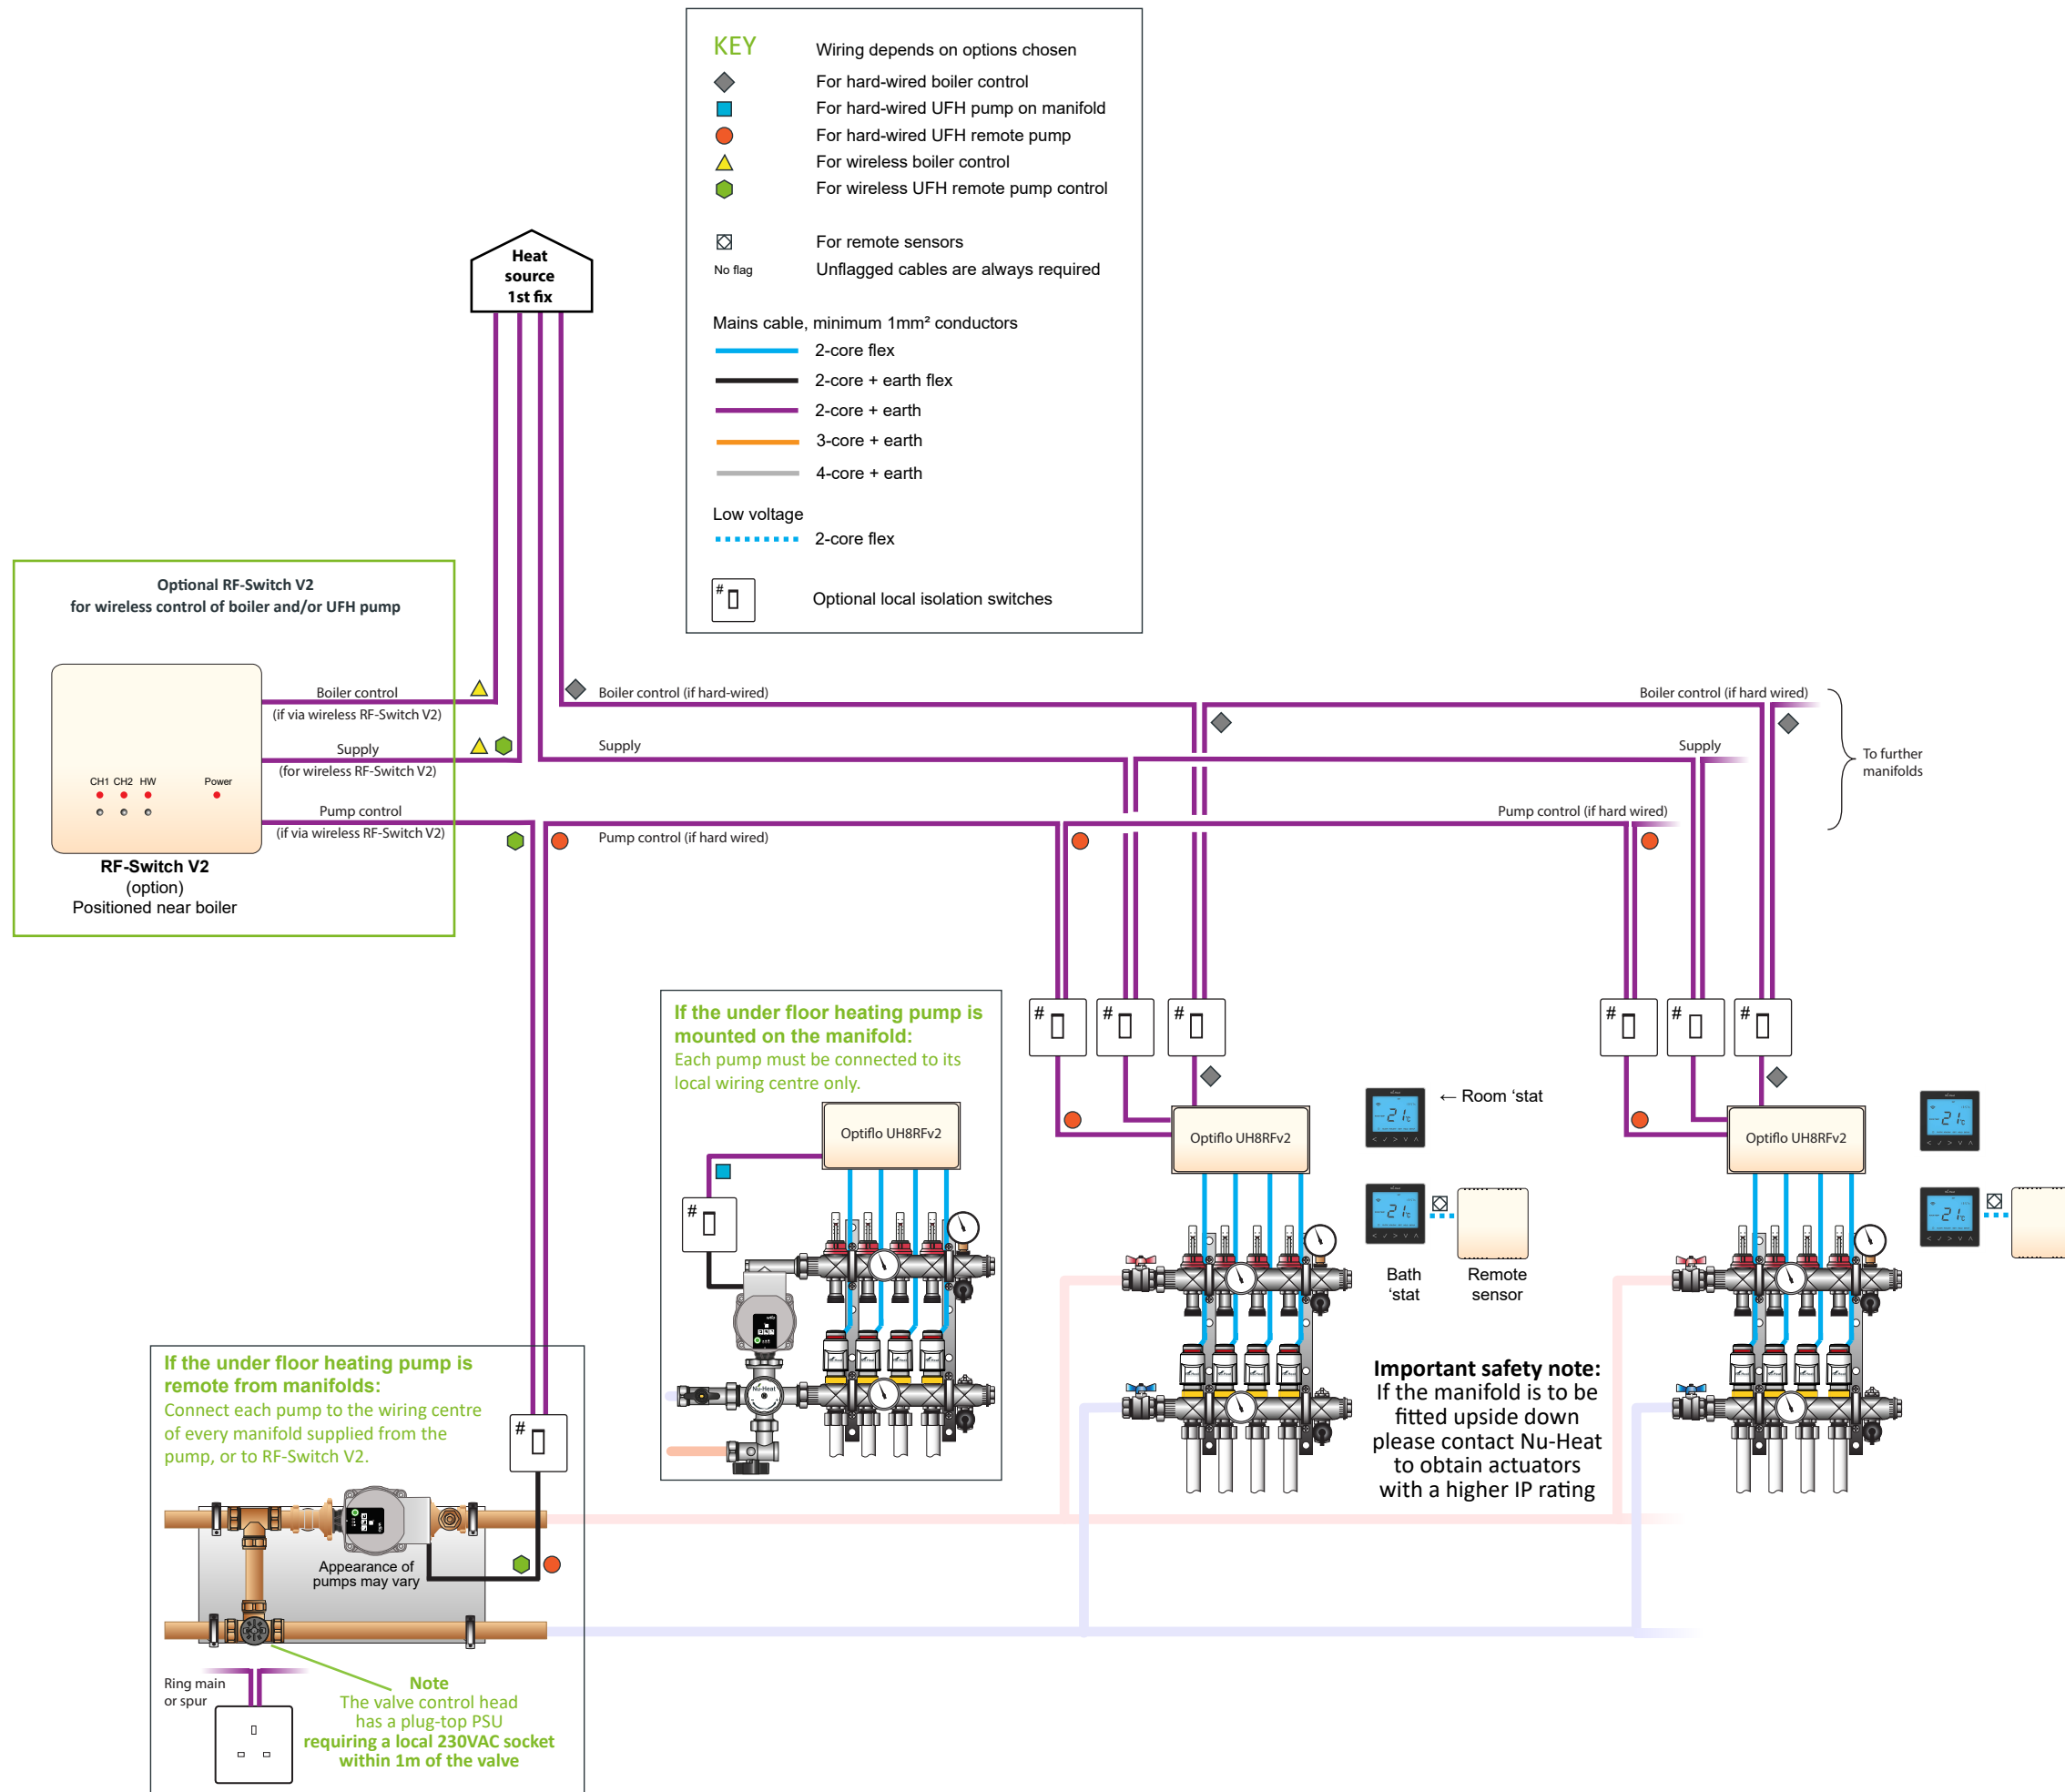 KEY Wiring depends on options chosen
For hard-wired boiler control
For hard-wired UFH pump on manifold
For hard-wired UFH remote pump
For wireless boiler control
For wireless UFH remote pump control
For remote sensors
No flag Unflagged cables are always required
Mains cable, minimum 1mm² conductors
2-core flex
2-core + earth flex
2-core + earth
3-core + earth
4-core + earth
Low voltage
2-core flex
# Optional local isolation switches
Heat
source
1st fix
Optional RF-Switch V2
for wireless control of boiler and/or UFH pump
Boiler control
(if via wireless RF-Switch V2)
Supply
(for wireless RF-Switch V2)
CH1 CH2 HW Power
Pump control
(if via wireless RF-Switch V2)
RF-Switch V2
(option)
Positioned near boiler
Boiler control (if hard-wired)
Boiler control (if hard wired)
Supply
Supply
To further
manifolds
Pump control (if hard wired)
Pump control (if hard wired)
If the under floor heating pump is
mounted on the manifold:
Each pump must be connected to its
local wiring centre only.
Optiflo UH8RFv2
#
Nu-Heat
# # #
# # #
Optiflo UH8RFv2
Optiflo UH8RFv2
← Room ‘stat
21
21
21
21
Bath
‘stat
Remote
sensor
Important safety note:
If the manifold is to be
fitted upside down
please contact Nu-Heat
to obtain actuators
with a higher IP rating
If the under floor heating pump is
remote from manifolds:
Connect each pump to the wiring centre
of every manifold supplied from the
pump, or to RF-Switch V2.
#
Appearance of
pumps may vary
Ring main
or spur
Note
The valve control head
has a plug-top PSU
requiring a local 230VAC socket
within 1m of the valve